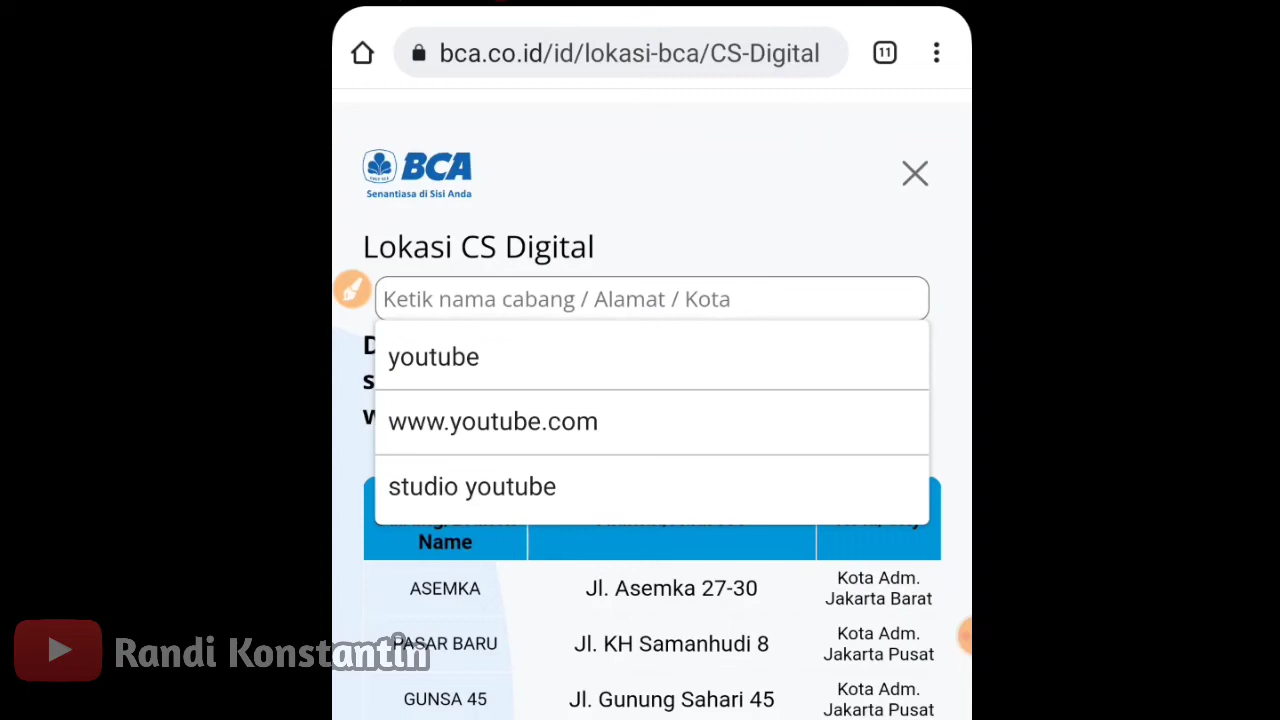 bca.co.id/id/lokasi-bca/CS-Digital
11
BCA
Senantiasa di Sisi Anda
Lokasi CS Digital
Ketik nama cabang / Alamat / Kota
youtube
www.youtube.com
studio youtube
Name
ASEMKA
Jl. Asemka 27-30
Kota Adm.
Jakarta Barat
PASAR BARU
Jl. KH Samanhudi 8
Kota Adm.
Jakarta Pusat
GUNSA 45
Jl. Gunung Sahari 45
Kota Adm.
Jakarta Pusat
Randi Konstantin